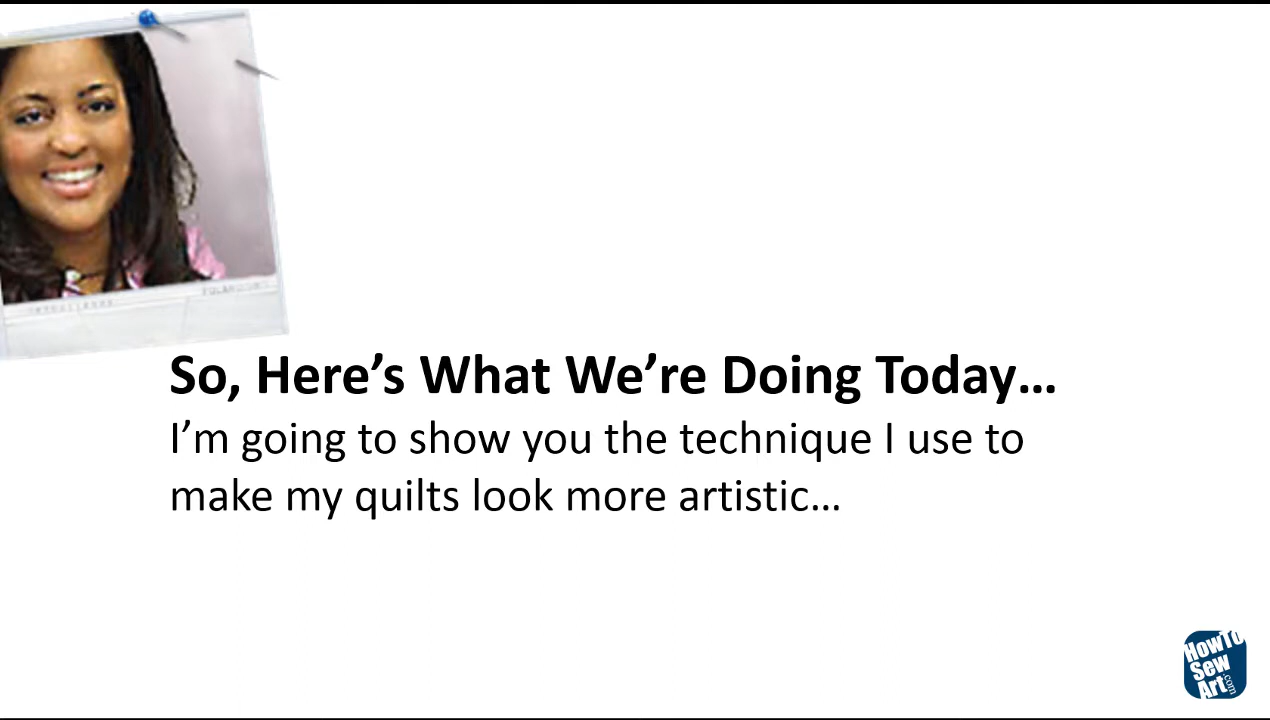 So, Here’s What We’re Doing Today…
I’m going to show you the technique I use to
make my quilts look more artistic…
HowTo
Sew
Art.com